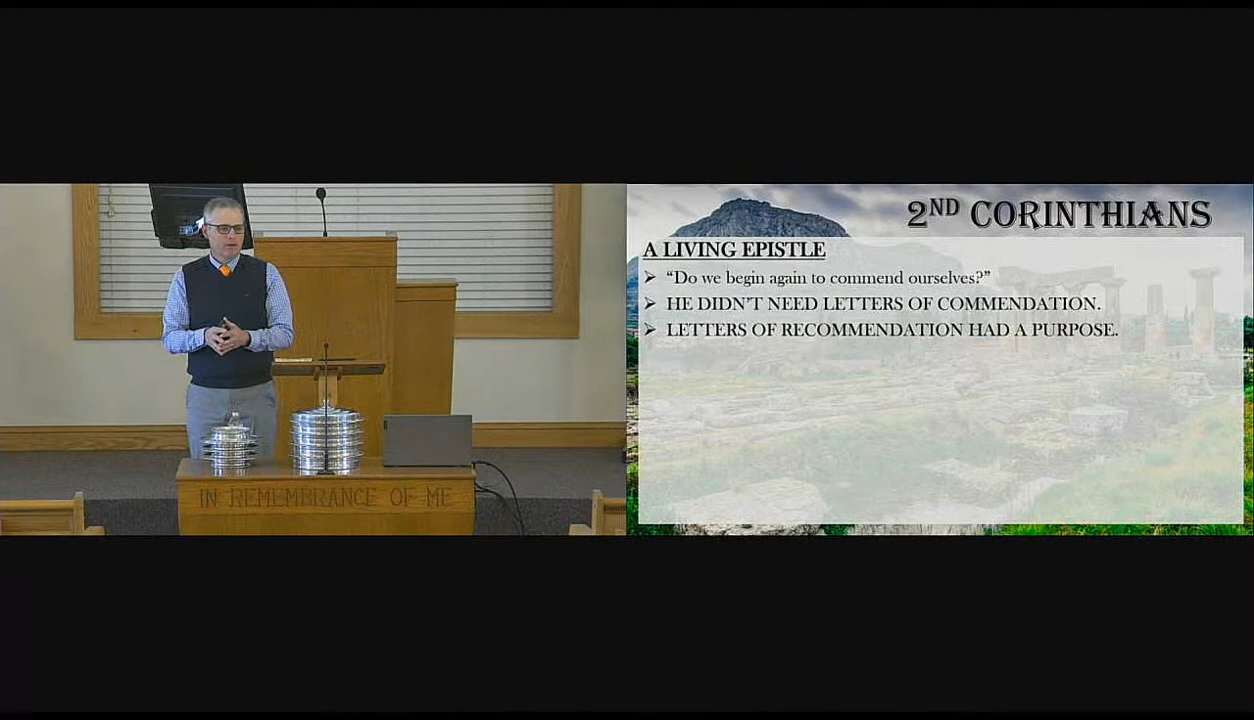 IN REMEMBRANCE OF ME
2ND CORINTHIANS
A LIVING EPISTLE
➢ “Do we begin again to commend ourselves?”
➢ HE DIDN'T NEED LETTERS OF COMMENDATION.
➢ LETTERS OF RECOMMENDATION HAD A PURPOSE.